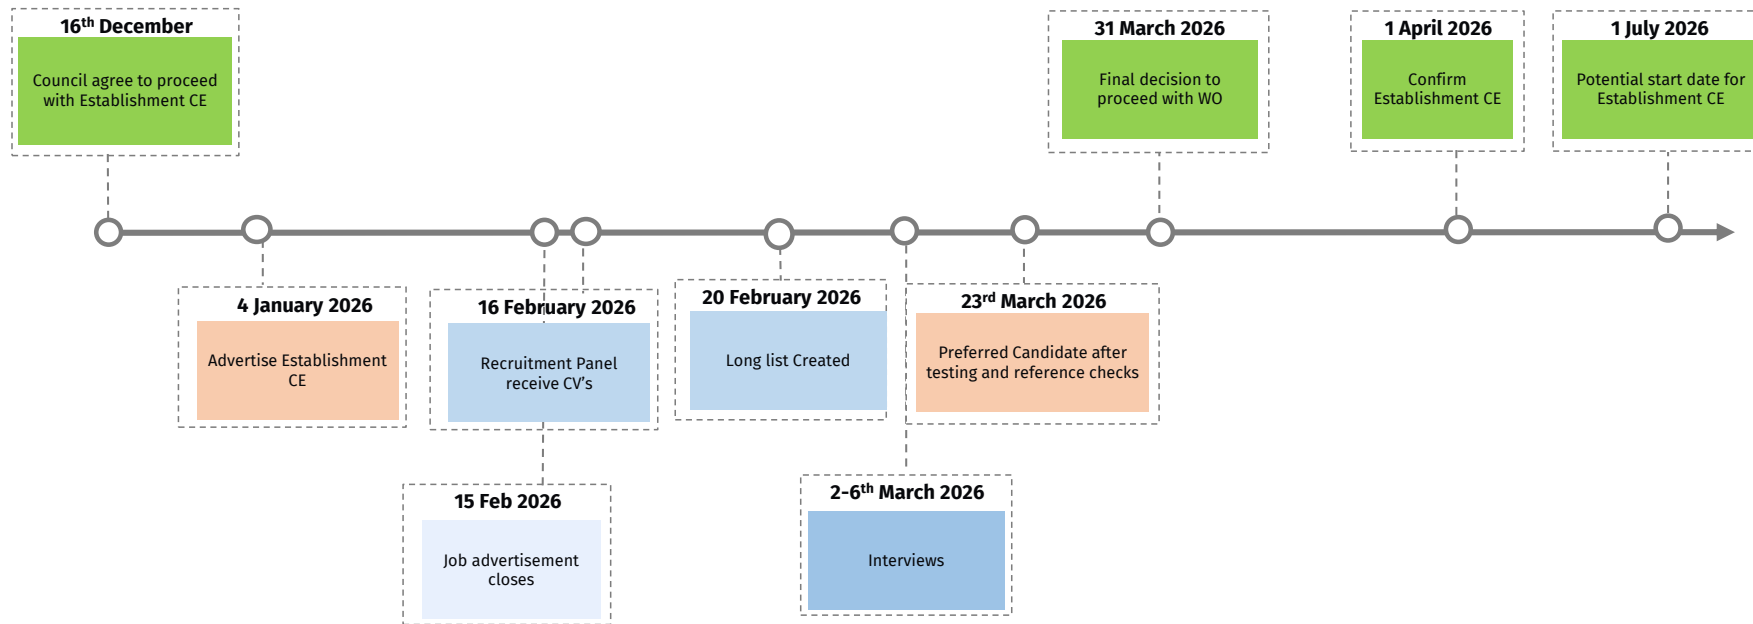 16th December
Council agree to proceed
with Establishment CE
31 March 2026
Final decision to
proceed with WO
1 April 2026
Confirm
Establishment CE
1 July 2026
Potential start date for
Establishment CE
4 January 2026
Advertise Establishment
CE
16 February 2026
Recruitment Panel
receive CV's
20 February 2026
Long list Created
23rd March 2026
Preferred Candidate after
testing and reference checks
15 Feb 2026
Job advertisement
closes
2-6th March 2026
Interviews